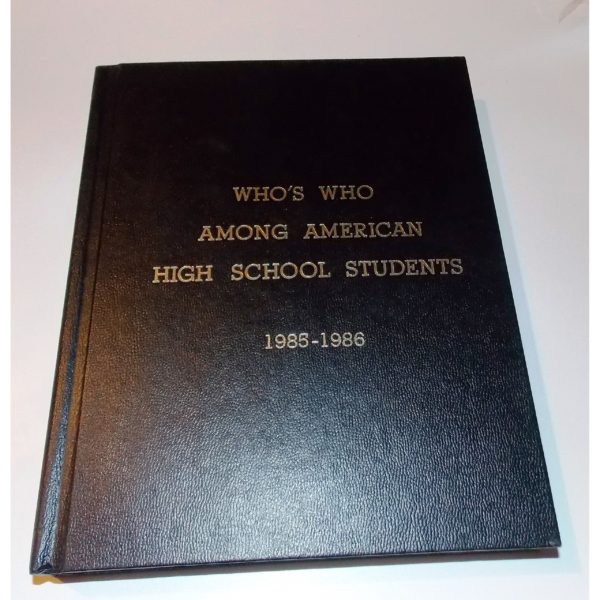 WHO'S WHO
AMONG AMERICAN
HIGH SCHOOL STUDENTS
1985-1986